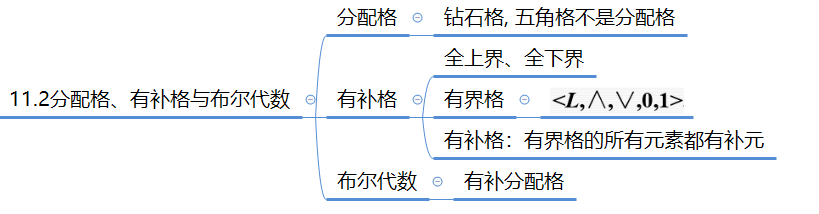 11.2分配格、有补格与布尔代数
分配格
钻石格, 五角格不是分配格
有补格
全上界、全下界
有界格
<L,∧,∨,0,1>
有补格：有界格的所有元素都有补元
布尔代数
有补分配格